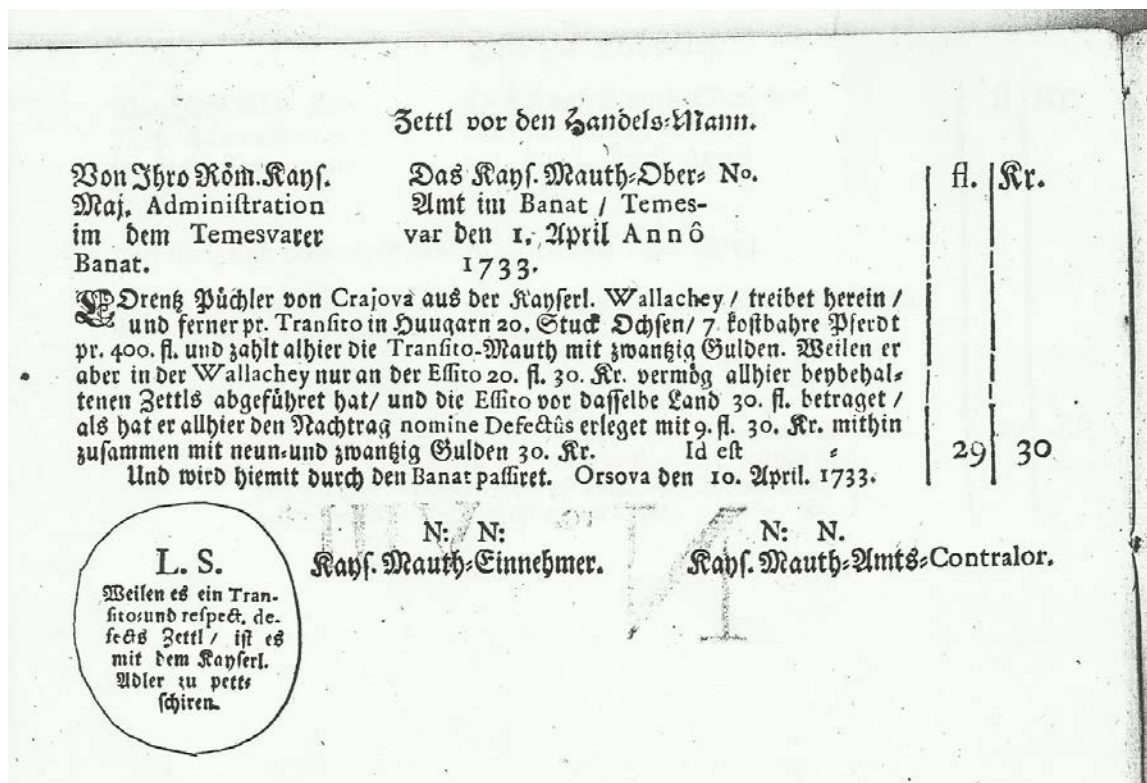 Zettl vor den Handels-Mann.
Von Ihro Röm. Kays.
Maj. Administration
im dem Temesvarer
Banat.
Das Kays. Mauth-Ober-
Amt im Banat / Temes-
var den 1. April Annô
1733.
No.
fl. Kr.
LOrentz Püchler von Crajova aus der Kayserl. Wallachey / treibet herein /
und ferner pr. Transito in Huugarn 20. Stuck Ochsen / 7 kostbahre Pferdt
pr. 400. fl. und zahlt alhier die Transito-Mauth mit zwantzig Gulden. Weilen er
aber in der Wallachey nur an der Essito 20. fl. 30. Kr. vermög allhier beybehal-
tenen Zettls abgeführet hat / und die Essito vor dasselbe Land 30. fl. betraget /
als hat er allhier den Nachtrag nomine Defectûs erleget mit 9. fl. 30. Kr. mithin
zusammen mit neun-und zwantzig Gulden 30. Kr. Id est - 29 30
Und wird hiemit durch den Banat passiret. Orsova den 10. April. 1733.
N: N:
Kays. Mauth-Einnehmer.
N: N.
Kays. Mauth-Amts-Contralor.
L. S.
Weilen es ein Tran-
sito-und respect. de-
fects Zettl / ist es
mit dem Kayserl.
Adler zu pett-
schiren.